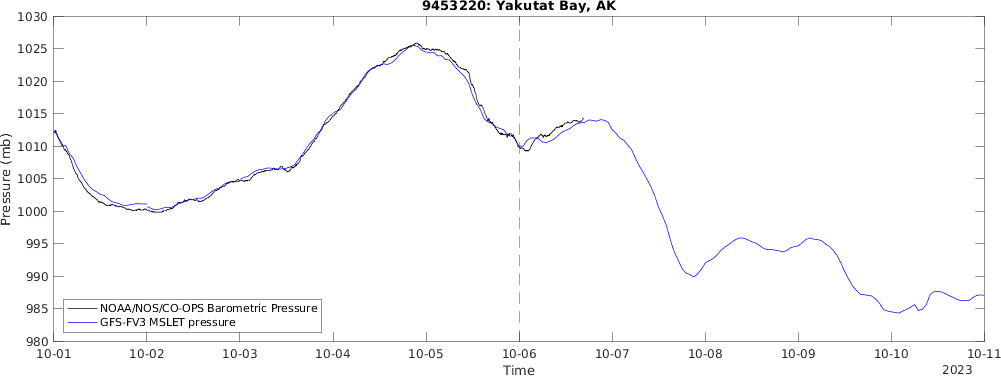 9453220: Yakutat Bay, AK
Pressure (mb)
1030
1025
1020
1015
1010
1005
1000
995
990
985
980
NOAA/NOS/CO-OPS Barometric Pressure
GFS-FV3 MSLET pressure
10-01 10-02 10-03 10-04 10-05 10-06 10-07 10-08 10-09 10-10 10-11
Time
2023